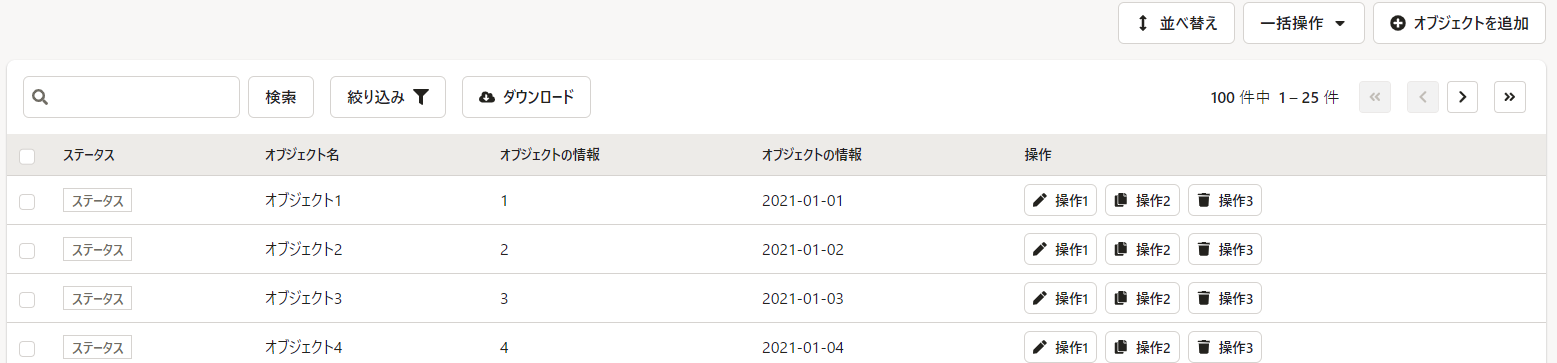 並べ替え 一括操作 オブジェクトを追加
検索 絞り込み ダウンロード 100 件中 1 – 25 件
ステータス オブジェクト名 オブジェクトの情報 オブジェクトの情報 操作
ステータス オブジェクト1 1 2021-01-01 操作1 操作2 操作3
ステータス オブジェクト2 2 2021-01-02 操作1 操作2 操作3
ステータス オブジェクト3 3 2021-01-03 操作1 操作2 操作3
ステータス オブジェクト4 4 2021-01-04 操作1 操作2 操作3